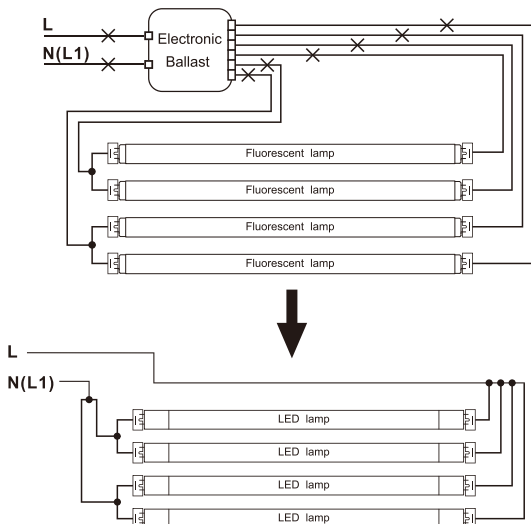 L
N(L1)
Electronic
Ballast
Fluorescent lamp
Fluorescent lamp
Fluorescent lamp
Fluorescent lamp
L
N(L1)
LED lamp
LED lamp
LED lamp
LED lamp